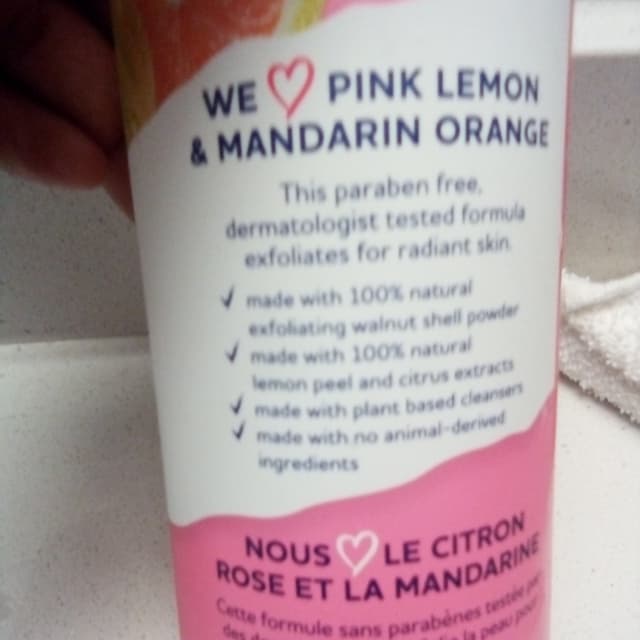 WE PINK LEMON
& MANDARIN ORANGE
This paraben free,
dermatologist tested formula
exfoliates for radiant skin.
✓ made with 100% natural
exfoliating walnut shell powder
✓ made with 100% natural
lemon peel and citrus extracts
✓ made with plant based cleansers
✓ made with no animal-derived
ingredients
NOUS LE CITRON
ROSE ET LA MANDARINE
Cette formule sans parabènes testée
la peau